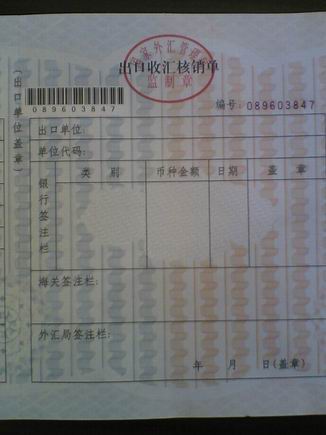 国家外汇管理局
出口收汇核销单
监制章
(出口单位盖章)
089603847
编号: 089603847
出口单位:
单位代码:
银行签注栏
类 别 币种金额 日期 盖 章
海关签注栏:
外汇局签注栏:
年 月 日(盖章)